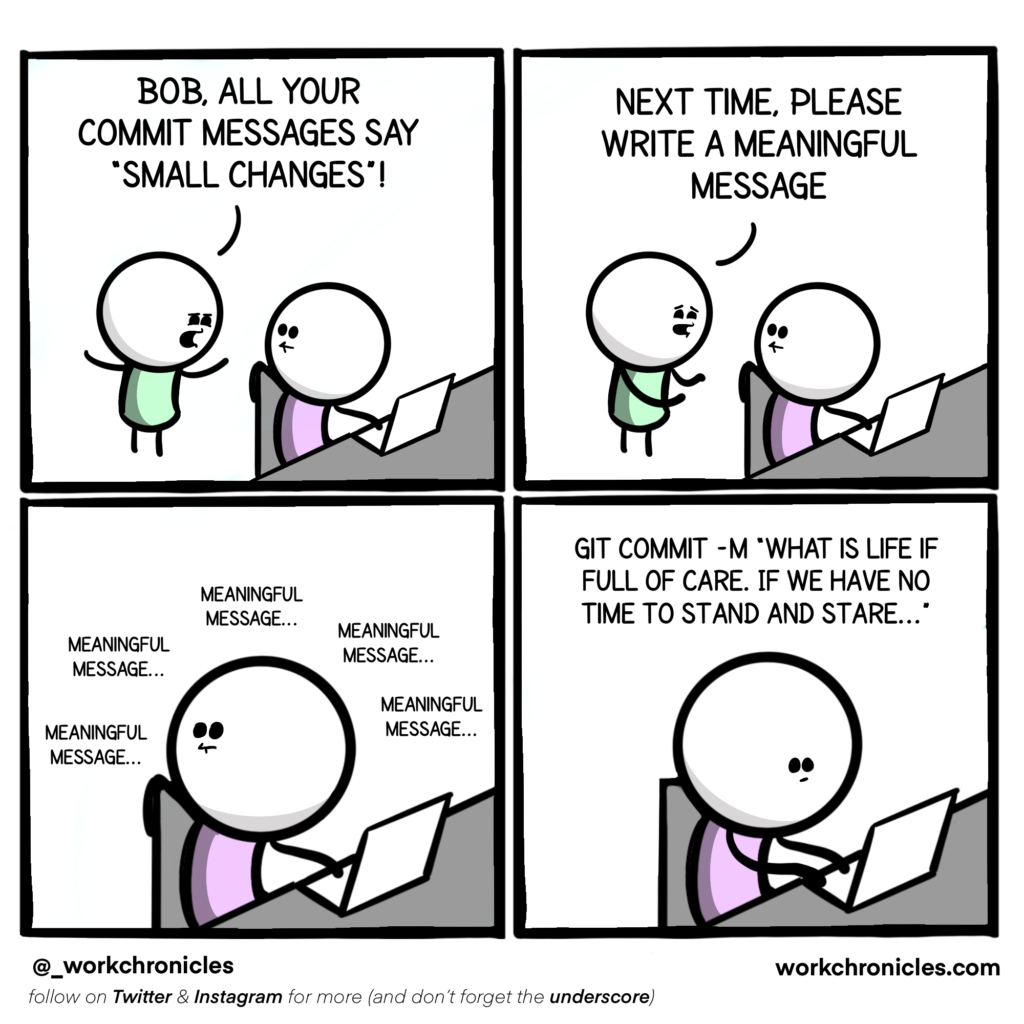 BOB, ALL YOUR
COMMIT MESSAGES SAY
"SMALL CHANGES"!
NEXT TIME, PLEASE
WRITE A MEANINGFUL
MESSAGE
MEANINGFUL
MESSAGE...
MEANINGFUL
MESSAGE...
MEANINGFUL
MESSAGE...
MEANINGFUL
MESSAGE...
MEANINGFUL
MESSAGE...
GIT COMMIT -M "WHAT IS LIFE IF
FULL OF CARE. IF WE HAVE NO
TIME TO STAND AND STARE..."
@_workchronicles
workchronicles.com
follow on Twitter & Instagram for more (and don't forget the underscore)